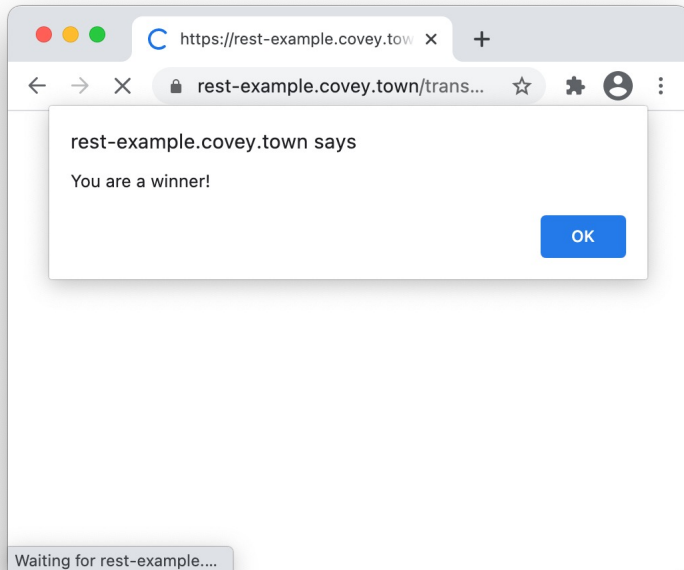 https://rest-example.covey.tow
rest-example.covey.town/trans...
rest-example.covey.town says
You are a winner!
OK
Waiting for rest-example....